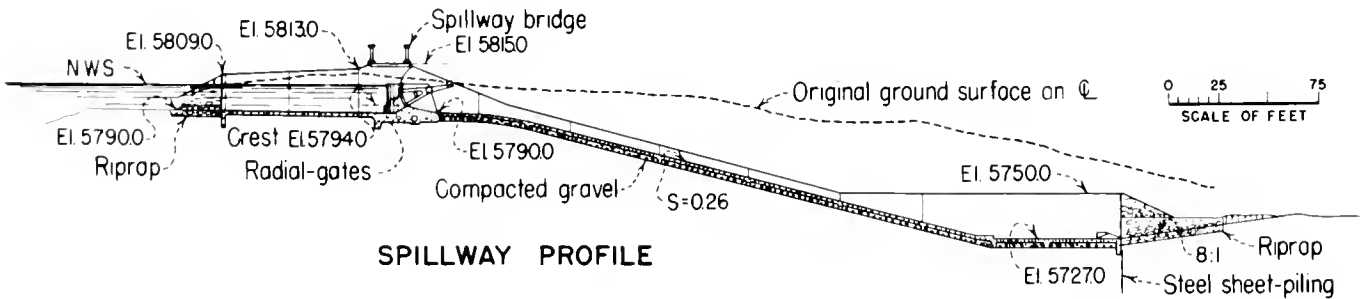 Spillway bridge
El. 5813.0
El. 5809.0
El 5815.0
NWS
Original ground surface on ℄
0 25 75
SCALE OF FEET
El. 5790.0
Crest El.5794.0
El.5790.0
Riprap
Radial-gates
Compacted gravel
S=0.26
El. 5750.0
SPILLWAY PROFILE
8:1
Riprap
El. 5727.0
Steel sheet-piling